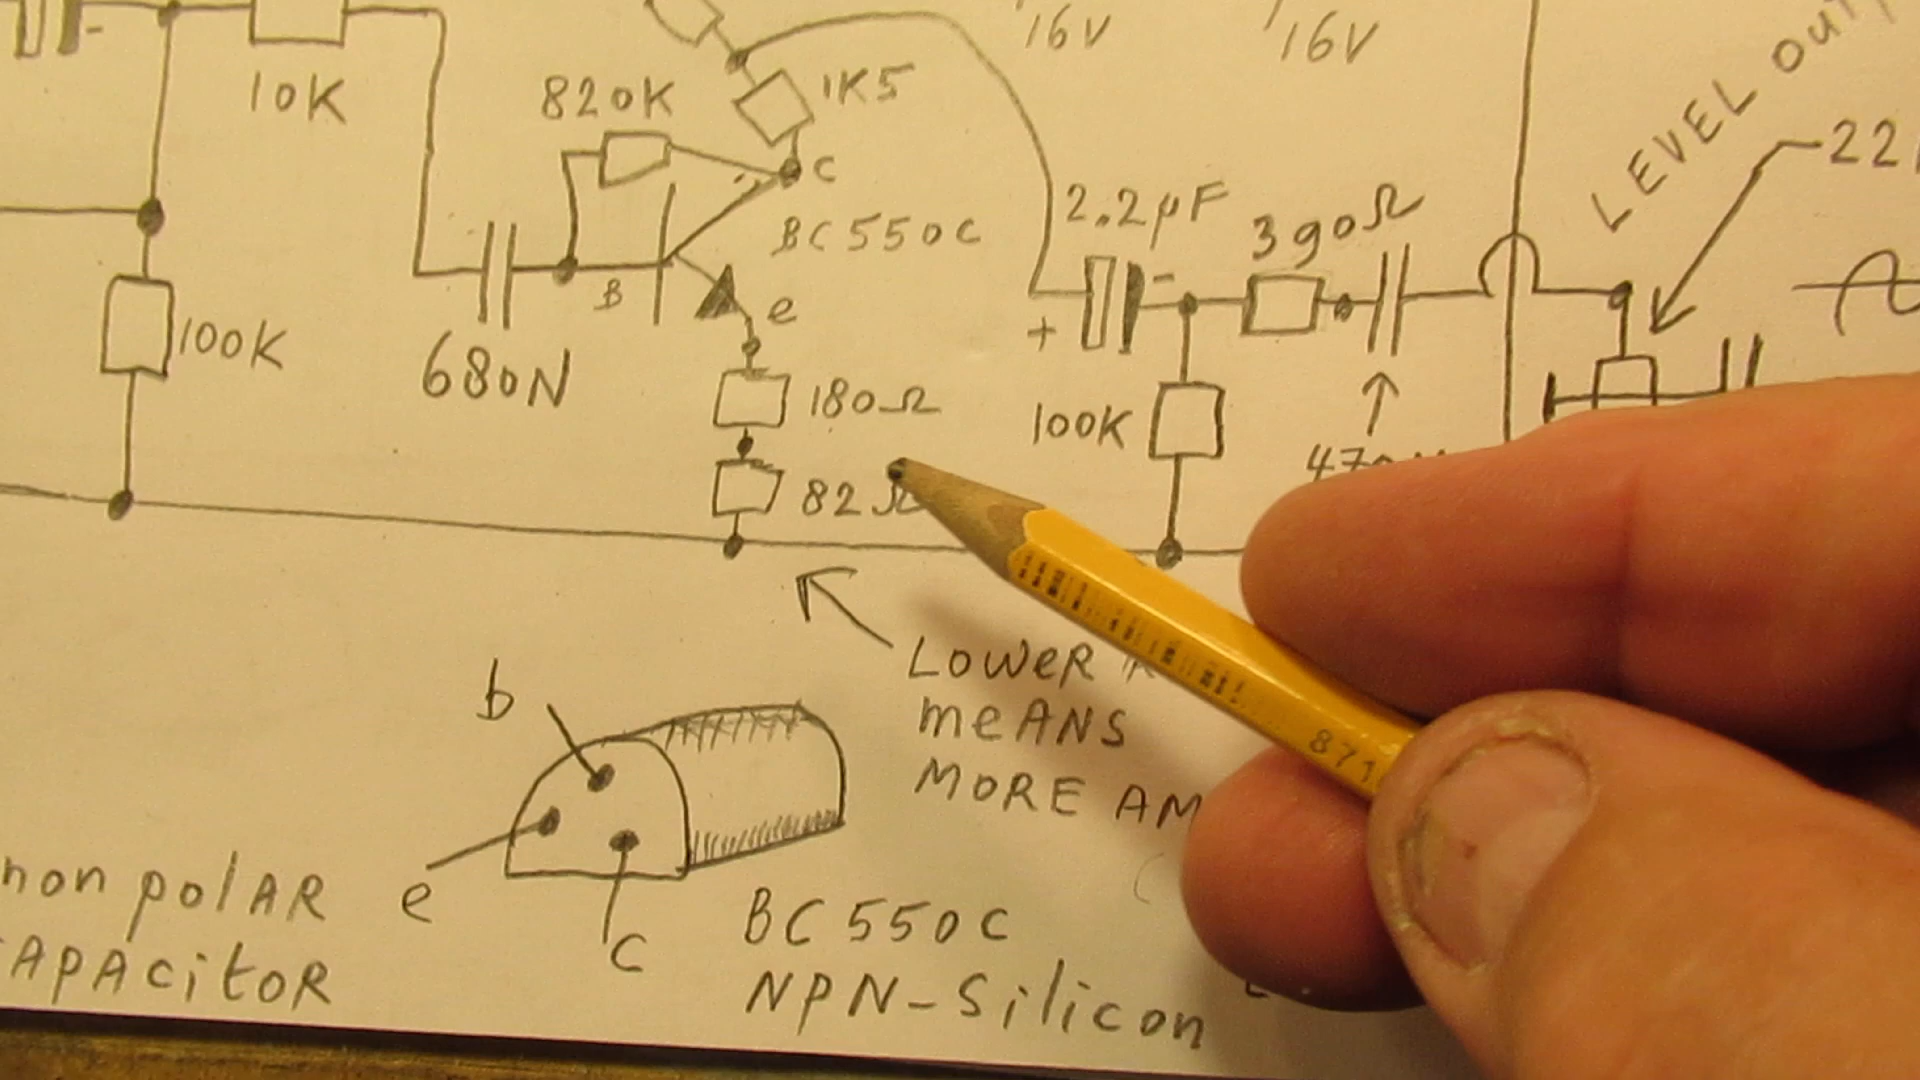 16V
16V
LEVEL
10K
820K
1K5
C
22
BC550C
2.2µF
390Ω
B
e
+
-
-
100K
680N
180Ω
100K
82Ω
LOWER
meANS
MORE AM
b
e
C
871
non polAR
APACitoR
BC550C
NPN-Silicon